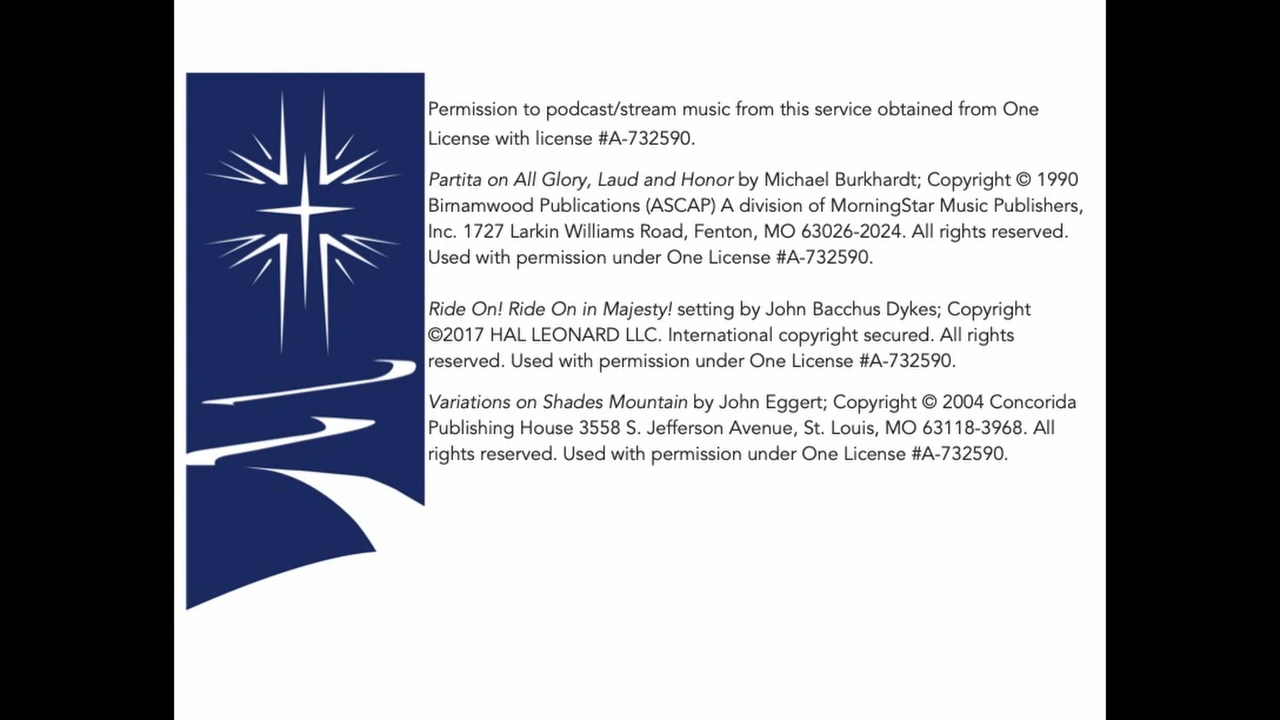 Permission to podcast/stream music from this service obtained from One
License with license #A-732590.
Partita on All Glory, Laud and Honor by Michael Burkhardt; Copyright © 1990
Birnamwood Publications (ASCAP) A division of MorningStar Music Publishers,
Inc. 1727 Larkin Williams Road, Fenton, MO 63026-2024. All rights reserved.
Used with permission under One License #A-732590.
Ride On! Ride On in Majesty! setting by John Bacchus Dykes; Copyright
©2017 HAL LEONARD LLC. International copyright secured. All rights
reserved. Used with permission under One License #A-732590.
Variations on Shades Mountain by John Eggert; Copyright © 2004 Concorida
Publishing House 3558 S. Jefferson Avenue, St. Louis, MO 63118-3968. All
rights reserved. Used with permission under One License #A-732590.